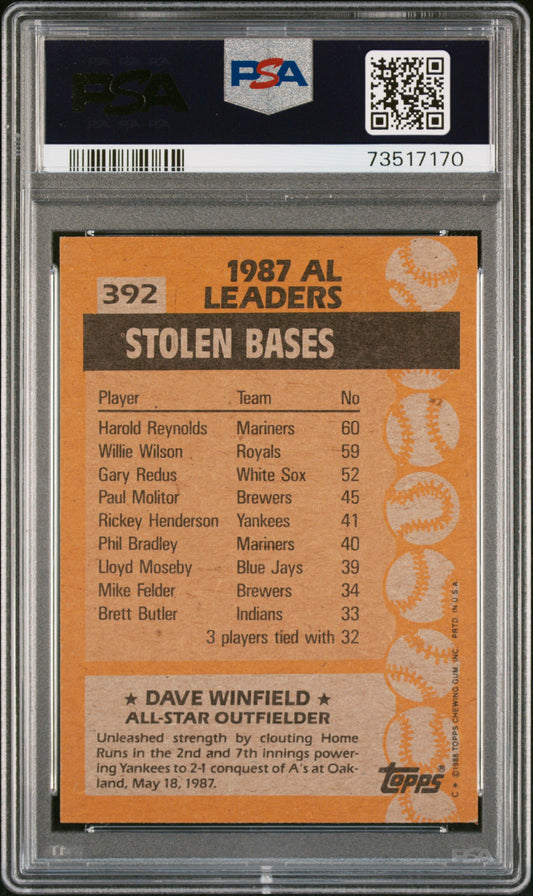 PSA
PSA
73517170
1987 AL
LEADERS
392
STOLEN BASES
Player Team No
Harold Reynolds Mariners 60
Willie Wilson Royals 59
Gary Redus White Sox 52
Paul Molitor Brewers 45
Rickey Henderson Yankees 41
Phil Bradley Mariners 40
Lloyd Moseby Blue Jays 39
Mike Felder Brewers 34
Brett Butler Indians 33
3 players tied with 32
★ DAVE WINFIELD ★
ALL-STAR OUTFIELDER
Unleashed strength by clouting Home
Runs in the 2nd and 7th innings power-
ing Yankees to 2-1 conquest of A's at Oak-
land, May 18, 1987.
topps®
C * ©1988 TOPPS CHEWING GUM, INC. PRTD. IN U.S.A.
PSA